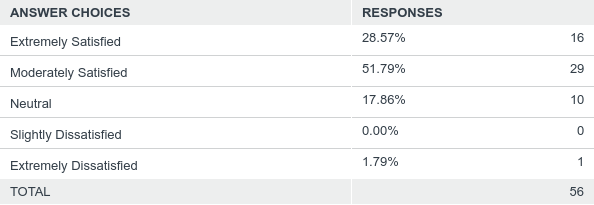 ANSWER CHOICES RESPONSES
Extremely Satisfied 28.57% 16
Moderately Satisfied 51.79% 29
Neutral 17.86% 10
Slightly Dissatisfied 0.00% 0
Extremely Dissatisfied 1.79% 1
TOTAL 56